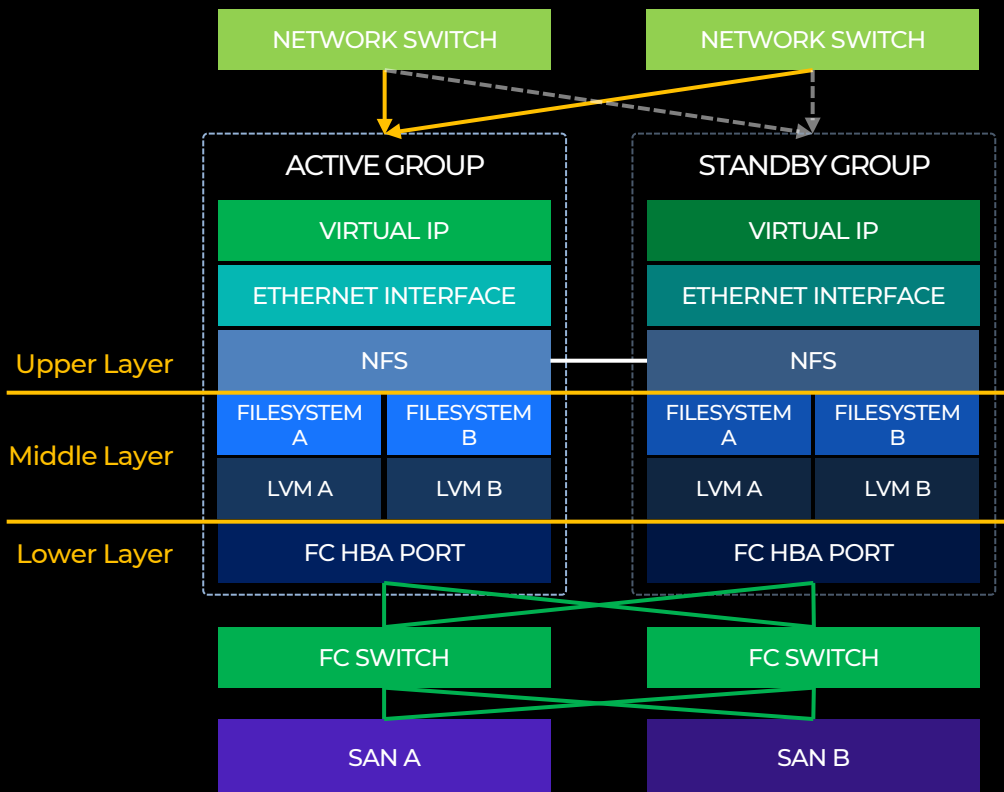 NETWORK SWITCH
NETWORK SWITCH
ACTIVE GROUP
STANDBY GROUP
VIRTUAL IP
VIRTUAL IP
ETHERNET INTERFACE
ETHERNET INTERFACE
Upper Layer
NFS
NFS
FILESYSTEM
A
FILESYSTEM
B
FILESYSTEM
A
FILESYSTEM
B
Middle Layer
LVM A
LVM B
LVM A
LVM B
Lower Layer
FC HBA PORT
FC HBA PORT
FC SWITCH
FC SWITCH
SAN A
SAN B